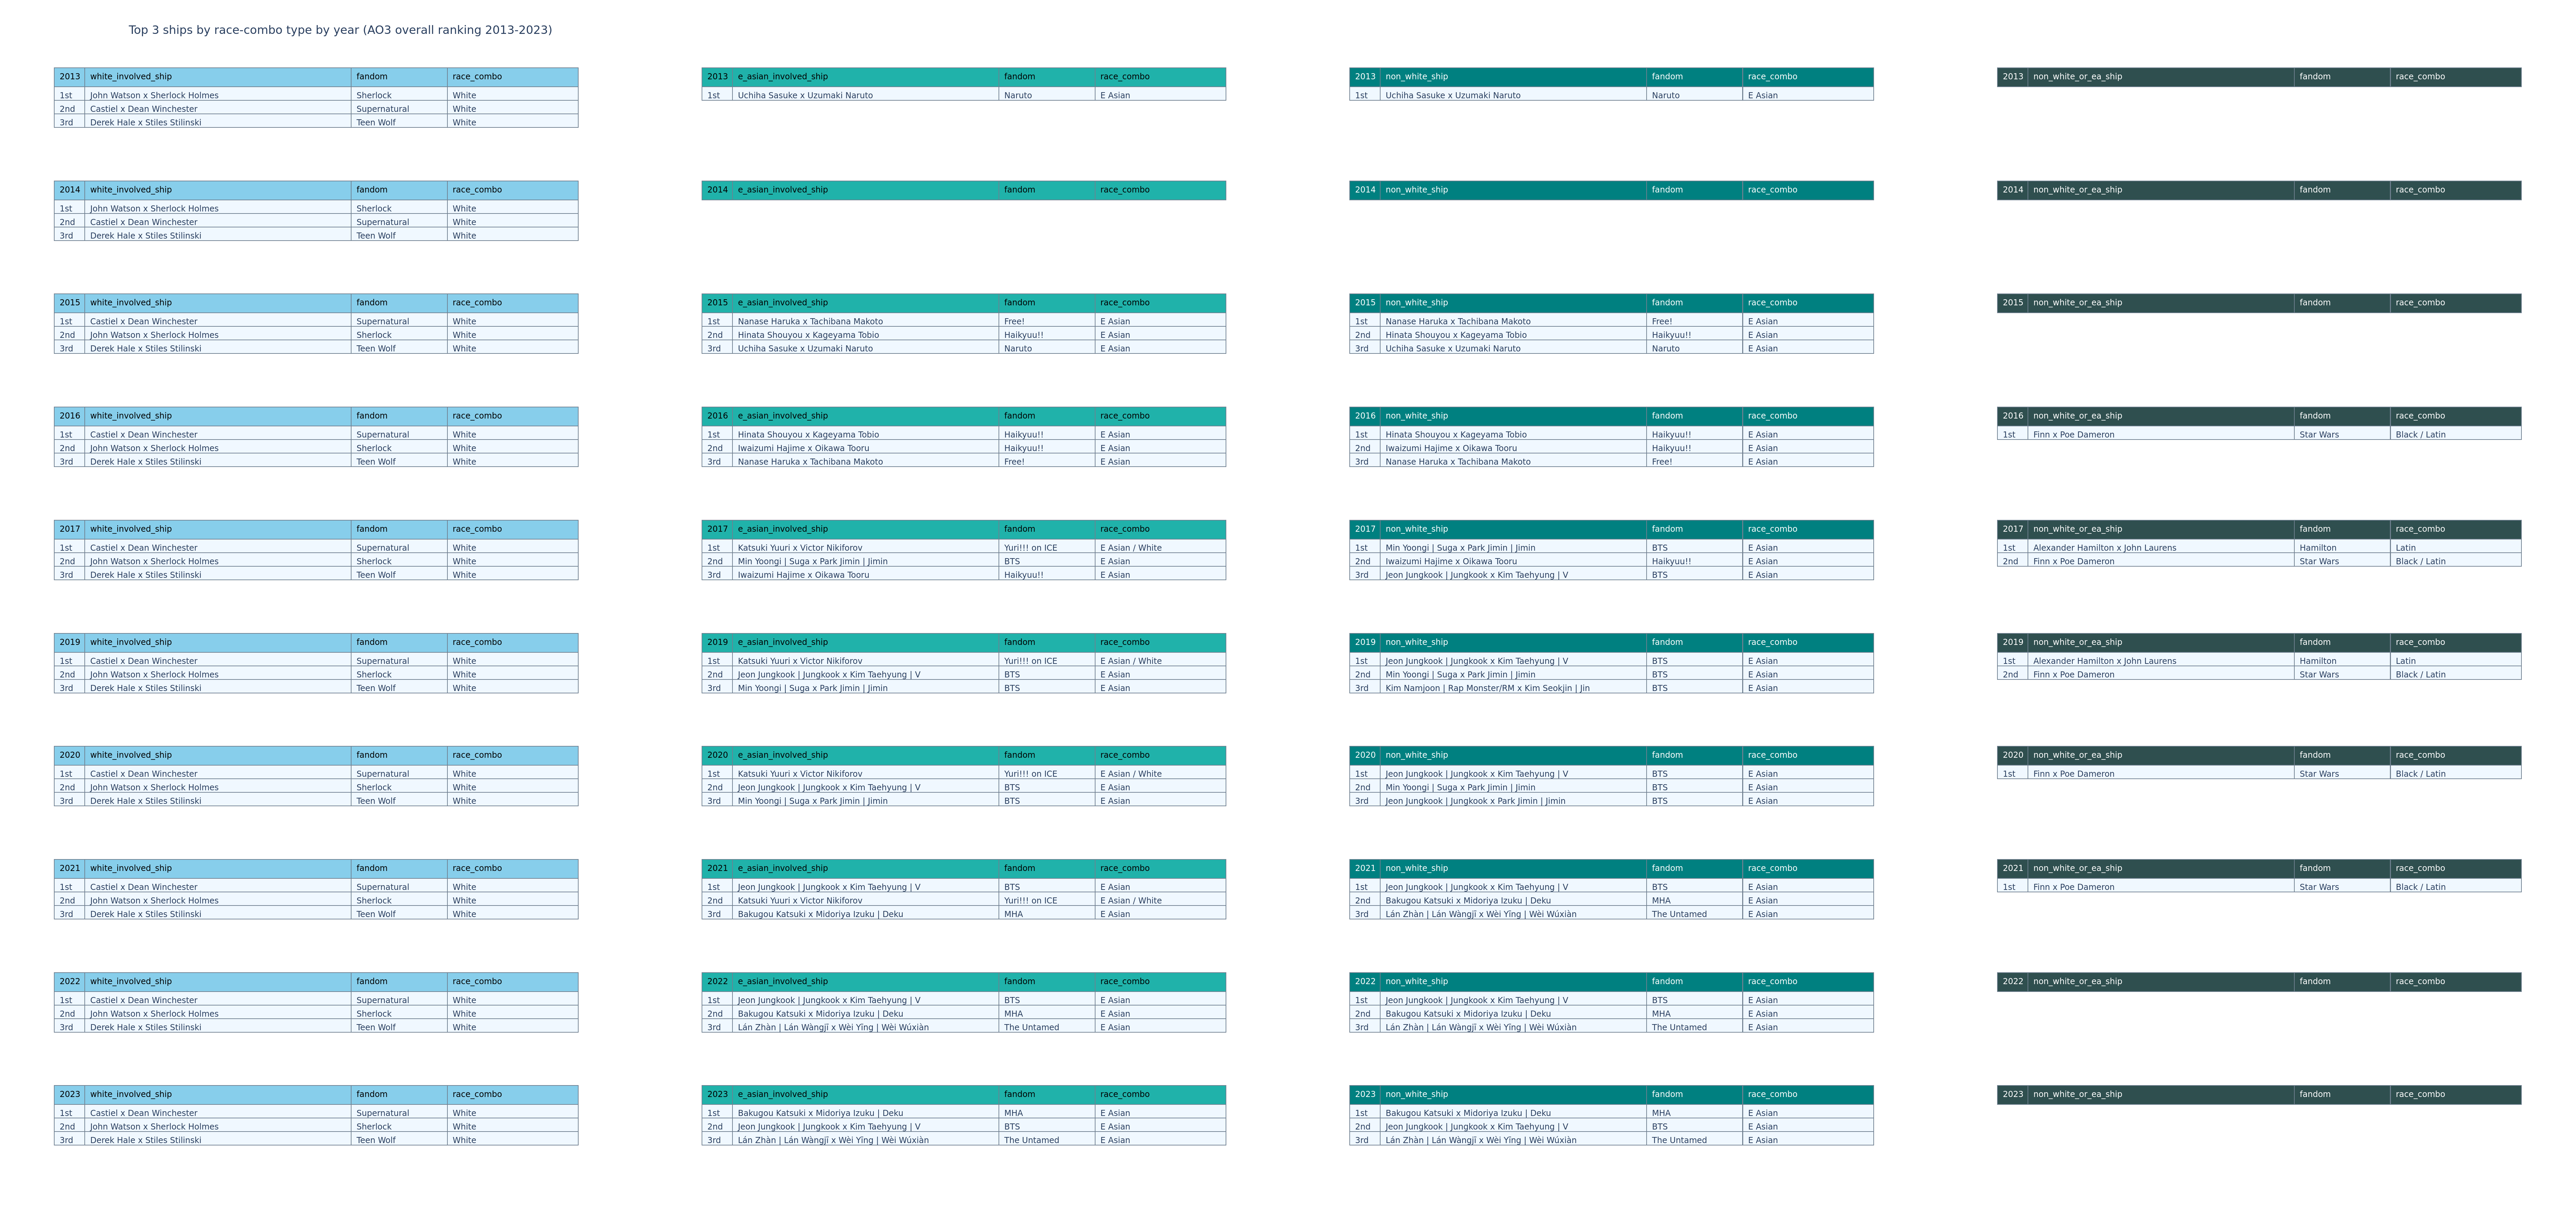 Top 3 ships by race-combo type by year (AO3 overall ranking 2013-2023)
2013 white_involved_ship fandom race_combo
1st John Watson x Sherlock Holmes Sherlock White
2nd Castiel x Dean Winchester Supernatural White
3rd Derek Hale x Stiles Stilinski Teen Wolf White
2013 e_asian_involved_ship fandom race_combo
1st Uchiha Sasuke x Uzumaki Naruto Naruto E Asian
2013 non_white_ship fandom race_combo
1st Uchiha Sasuke x Uzumaki Naruto Naruto E Asian
2013 non_white_or_ea_ship fandom race_combo
2014 white_involved_ship fandom race_combo
1st John Watson x Sherlock Holmes Sherlock White
2nd Castiel x Dean Winchester Supernatural White
3rd Derek Hale x Stiles Stilinski Teen Wolf White
2014 e_asian_involved_ship fandom race_combo
2014 non_white_ship fandom race_combo
2014 non_white_or_ea_ship fandom race_combo
2015 white_involved_ship fandom race_combo
1st Castiel x Dean Winchester Supernatural White
2nd John Watson x Sherlock Holmes Sherlock White
3rd Derek Hale x Stiles Stilinski Teen Wolf White
2015 e_asian_involved_ship fandom race_combo
1st Nanase Haruka x Tachibana Makoto Free! E Asian
2nd Hinata Shouyou x Kageyama Tobio Haikyuu!! E Asian
3rd Uchiha Sasuke x Uzumaki Naruto Naruto E Asian
2015 non_white_ship fandom race_combo
1st Nanase Haruka x Tachibana Makoto Free! E Asian
2nd Hinata Shouyou x Kageyama Tobio Haikyuu!! E Asian
3rd Uchiha Sasuke x Uzumaki Naruto Naruto E Asian
2015 non_white_or_ea_ship fandom race_combo
2016 white_involved_ship fandom race_combo
1st Castiel x Dean Winchester Supernatural White
2nd John Watson x Sherlock Holmes Sherlock White
3rd Derek Hale x Stiles Stilinski Teen Wolf White
2016 e_asian_involved_ship fandom race_combo
1st Hinata Shouyou x Kageyama Tobio Haikyuu!! E Asian
2nd Iwaizumi Hajime x Oikawa Tooru Haikyuu!! E Asian
3rd Nanase Haruka x Tachibana Makoto Free! E Asian
2016 non_white_ship fandom race_combo
1st Hinata Shouyou x Kageyama Tobio Haikyuu!! E Asian
2nd Iwaizumi Hajime x Oikawa Tooru Haikyuu!! E Asian
3rd Nanase Haruka x Tachibana Makoto Free! E Asian
2016 non_white_or_ea_ship fandom race_combo
1st Finn x Poe Dameron Star Wars Black / Latin
2017 white_involved_ship fandom race_combo
1st Castiel x Dean Winchester Supernatural White
2nd John Watson x Sherlock Holmes Sherlock White
3rd Derek Hale x Stiles Stilinski Teen Wolf White
2017 e_asian_involved_ship fandom race_combo
1st Katsuki Yuuri x Victor Nikiforov Yuri!!! on ICE E Asian / White
2nd Min Yoongi | Suga x Park Jimin | Jimin BTS E Asian
3rd Iwaizumi Hajime x Oikawa Tooru Haikyuu!! E Asian
2017 non_white_ship fandom race_combo
1st Min Yoongi | Suga x Park Jimin | Jimin BTS E Asian
2nd Iwaizumi Hajime x Oikawa Tooru Haikyuu!! E Asian
3rd Jeon Jungkook | Jungkook x Kim Taehyung | V BTS E Asian
2017 non_white_or_ea_ship fandom race_combo
1st Alexander Hamilton x John Laurens Hamilton Latin
2nd Finn x Poe Dameron Star Wars Black / Latin
2019 white_involved_ship fandom race_combo
1st Castiel x Dean Winchester Supernatural White
2nd John Watson x Sherlock Holmes Sherlock White
3rd Derek Hale x Stiles Stilinski Teen Wolf White
2019 e_asian_involved_ship fandom race_combo
1st Katsuki Yuuri x Victor Nikiforov Yuri!!! on ICE E Asian / White
2nd Jeon Jungkook | Jungkook x Kim Taehyung | V BTS E Asian
3rd Min Yoongi | Suga x Park Jimin | Jimin BTS E Asian
2019 non_white_ship fandom race_combo
1st Jeon Jungkook | Jungkook x Kim Taehyung | V BTS E Asian
2nd Min Yoongi | Suga x Park Jimin | Jimin BTS E Asian
3rd Kim Namjoon | Rap Monster/RM x Kim Seokjin | Jin BTS E Asian
2019 non_white_or_ea_ship fandom race_combo
1st Alexander Hamilton x John Laurens Hamilton Latin
2nd Finn x Poe Dameron Star Wars Black / Latin
2020 white_involved_ship fandom race_combo
1st Castiel x Dean Winchester Supernatural White
2nd John Watson x Sherlock Holmes Sherlock White
3rd Derek Hale x Stiles Stilinski Teen Wolf White
2020 e_asian_involved_ship fandom race_combo
1st Katsuki Yuuri x Victor Nikiforov Yuri!!! on ICE E Asian / White
2nd Jeon Jungkook | Jungkook x Kim Taehyung | V BTS E Asian
3rd Min Yoongi | Suga x Park Jimin | Jimin BTS E Asian
2020 non_white_ship fandom race_combo
1st Jeon Jungkook | Jungkook x Kim Taehyung | V BTS E Asian
2nd Min Yoongi | Suga x Park Jimin | Jimin BTS E Asian
3rd Jeon Jungkook | Jungkook x Park Jimin | Jimin BTS E Asian
2020 non_white_or_ea_ship fandom race_combo
1st Finn x Poe Dameron Star Wars Black / Latin
2021 white_involved_ship fandom race_combo
1st Castiel x Dean Winchester Supernatural White
2nd John Watson x Sherlock Holmes Sherlock White
3rd Derek Hale x Stiles Stilinski Teen Wolf White
2021 e_asian_involved_ship fandom race_combo
1st Jeon Jungkook | Jungkook x Kim Taehyung | V BTS E Asian
2nd Katsuki Yuuri x Victor Nikiforov Yuri!!! on ICE E Asian / White
3rd Bakugou Katsuki x Midoriya Izuku | Deku MHA E Asian
2021 non_white_ship fandom race_combo
1st Jeon Jungkook | Jungkook x Kim Taehyung | V BTS E Asian
2nd Bakugou Katsuki x Midoriya Izuku | Deku MHA E Asian
3rd Lán Zhàn | Lán Wàngjī x Wèi Yīng | Wèi Wúxiàn The Untamed E Asian
2021 non_white_or_ea_ship fandom race_combo
1st Finn x Poe Dameron Star Wars Black / Latin
2022 white_involved_ship fandom race_combo
1st Castiel x Dean Winchester Supernatural White
2nd John Watson x Sherlock Holmes Sherlock White
3rd Derek Hale x Stiles Stilinski Teen Wolf White
2022 e_asian_involved_ship fandom race_combo
1st Jeon Jungkook | Jungkook x Kim Taehyung | V BTS E Asian
2nd Bakugou Katsuki x Midoriya Izuku | Deku MHA E Asian
3rd Lán Zhàn | Lán Wàngjī x Wèi Yīng | Wèi Wúxiàn The Untamed E Asian
2022 non_white_ship fandom race_combo
1st Jeon Jungkook | Jungkook x Kim Taehyung | V BTS E Asian
2nd Bakugou Katsuki x Midoriya Izuku | Deku MHA E Asian
3rd Lán Zhàn | Lán Wàngjī x Wèi Yīng | Wèi Wúxiàn The Untamed E Asian
2022 non_white_or_ea_ship fandom race_combo
2023 white_involved_ship fandom race_combo
1st Castiel x Dean Winchester Supernatural White
2nd John Watson x Sherlock Holmes Sherlock White
3rd Derek Hale x Stiles Stilinski Teen Wolf White
2023 e_asian_involved_ship fandom race_combo
1st Bakugou Katsuki x Midoriya Izuku | Deku MHA E Asian
2nd Jeon Jungkook | Jungkook x Kim Taehyung | V BTS E Asian
3rd Lán Zhàn | Lán Wàngjī x Wèi Yīng | Wèi Wúxiàn The Untamed E Asian
2023 non_white_ship fandom race_combo
1st Bakugou Katsuki x Midoriya Izuku | Deku MHA E Asian
2nd Jeon Jungkook | Jungkook x Kim Taehyung | V BTS E Asian
3rd Lán Zhàn | Lán Wàngjī x Wèi Yīng | Wèi Wúxiàn The Untamed E Asian
2023 non_white_or_ea_ship fandom race_combo